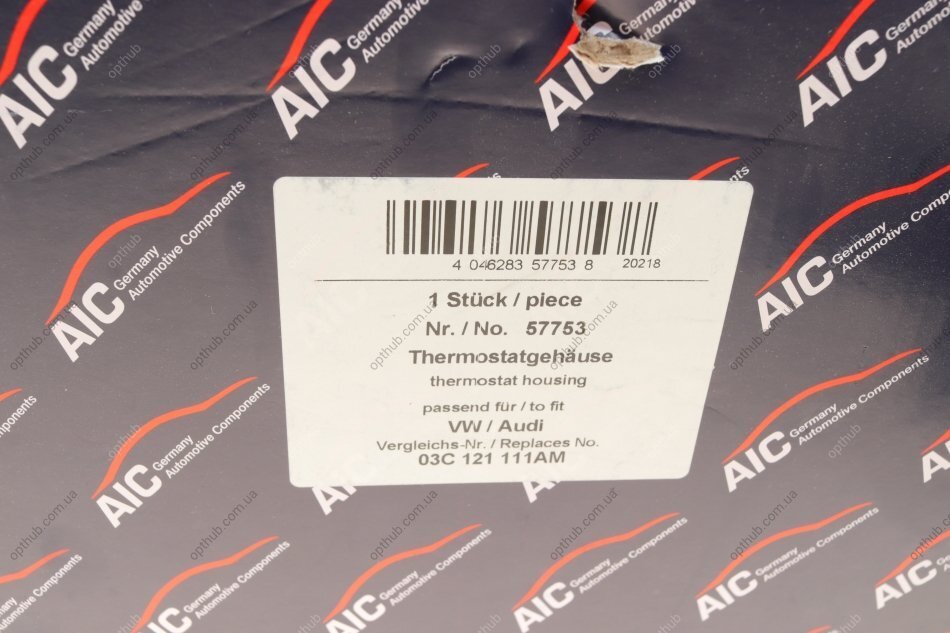 AIC Germany Automotive Components
4 046283 57753 8 20218
1 Stück / piece
Nr. / No. 57753
Thermostatgehäuse
thermostat housing
passend für / to fit
VW / Audi
Vergleichs-Nr. / Replaces No.
03C 121 111AM
opthub.com.ua